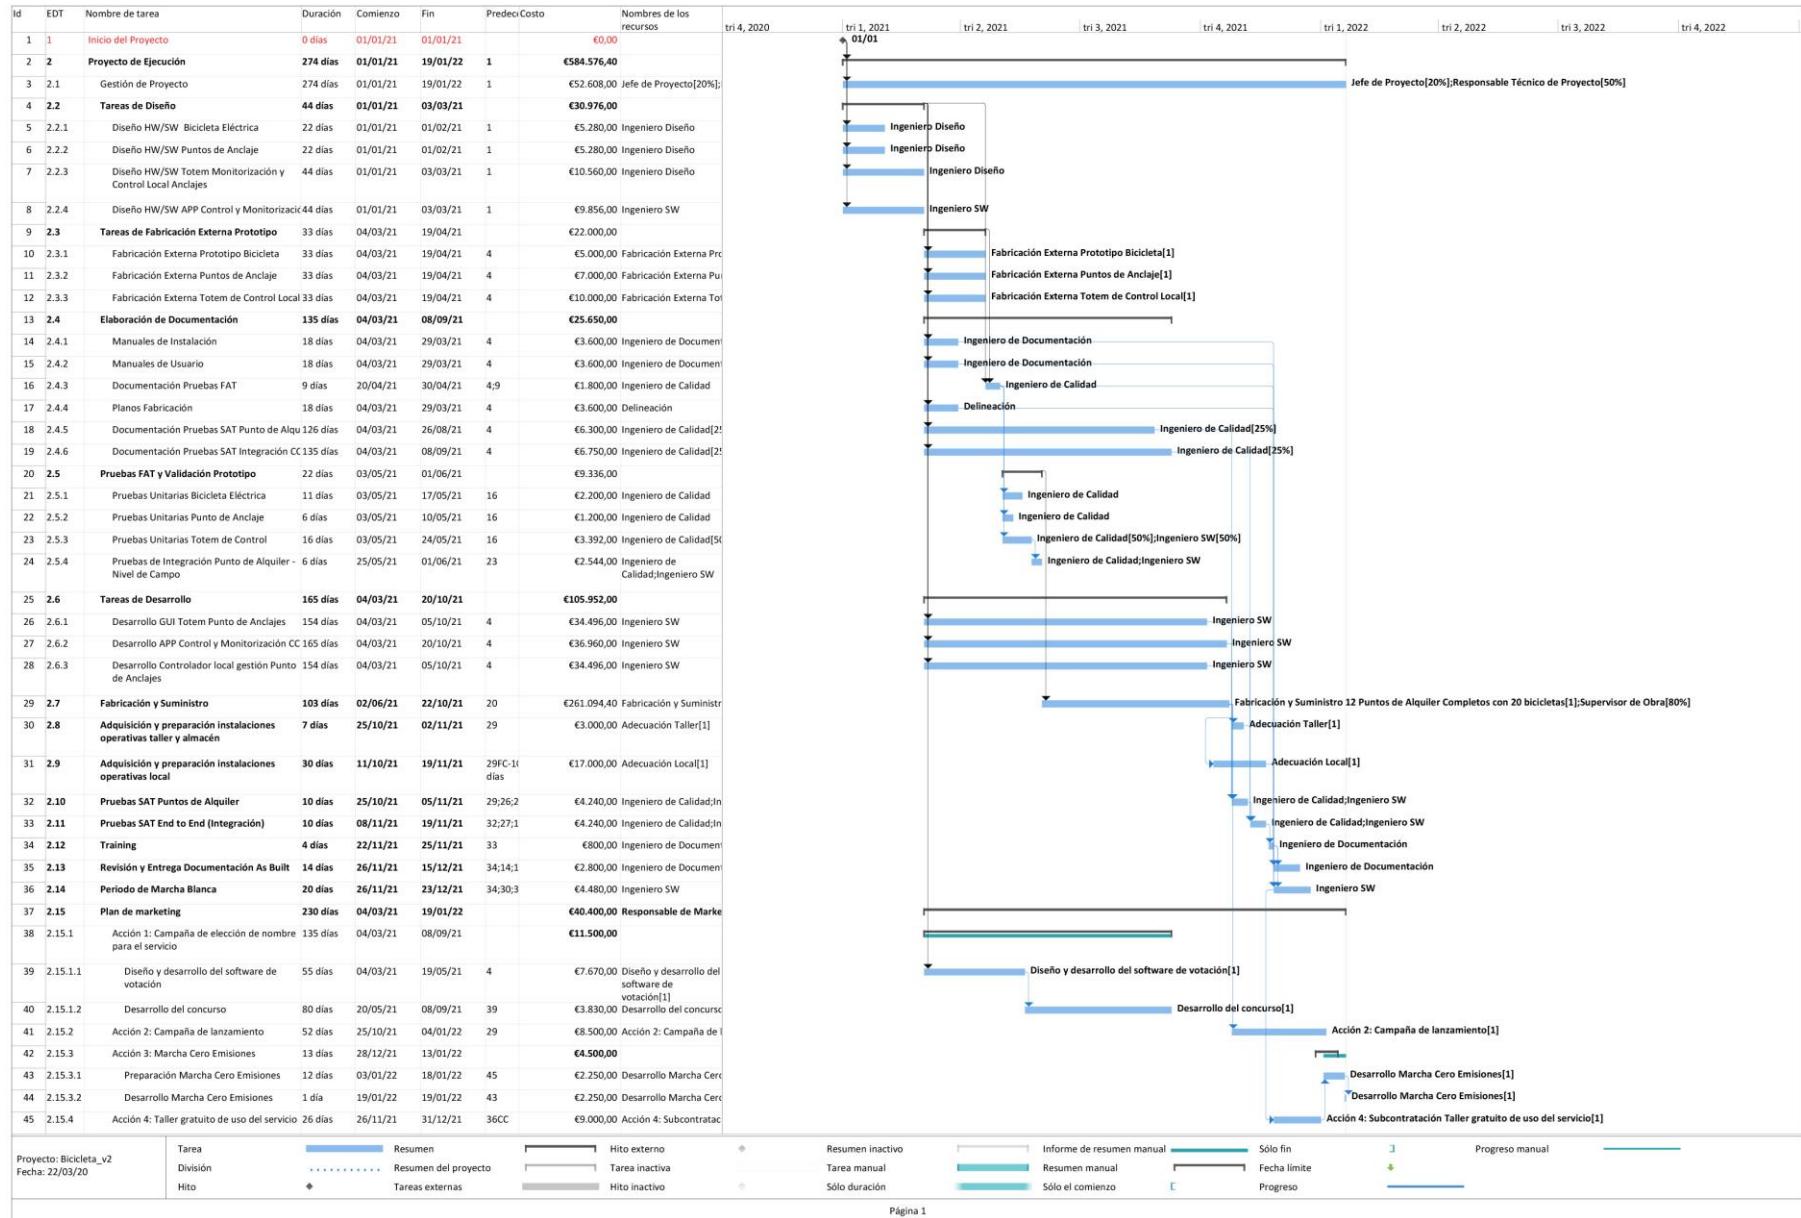 Id EDT Nombre de tarea Duración Comienzo Fin Predec Costo Nombres de los recursos
tri 4, 2020 tri 1, 2021 tri 2, 2021 tri 3, 2021 tri 4, 2021 tri 1, 2022 tri 2, 2022 tri 3, 2022 tri 4, 2022
1 1 Inicio del Proyecto 0 días 01/01/21 01/01/21 €0,00 01/01
2 2 Proyecto de Ejecución 274 días 01/01/21 19/01/22 1 €584.576,40
3 2.1 Gestión de Proyecto 274 días 01/01/21 19/01/22 1 €52.608,00 Jefe de Proyecto[20%]; Jefe de Proyecto[20%];Responsable Técnico de Proyecto[50%]
4 2.2 Tareas de Diseño 44 días 01/01/21 03/03/21 €30.976,00
5 2.2.1 Diseño HW/SW Bicicleta Eléctrica 22 días 01/01/21 01/02/21 1 €5.280,00 Ingeniero Diseño Ingeniero Diseño
6 2.2.2 Diseño HW/SW Puntos de Anclaje 22 días 01/01/21 01/02/21 1 €5.280,00 Ingeniero Diseño Ingeniero Diseño
7 2.2.3 Diseño HW/SW Totem Monitorización y 44 días 01/01/21 03/03/21 1 €10.560,00 Ingeniero Diseño Ingeniero Diseño
Control Local Anclajes
8 2.2.4 Diseño HW/SW APP Control y Monitorizació 44 días 01/01/21 03/03/21 1 €9.856,00 Ingeniero SW Ingeniero SW
9 2.3 Tareas de Fabricación Externa Prototipo 33 días 04/03/21 19/04/21 €22.000,00
10 2.3.1 Fabricación Externa Prototipo Bicicleta 33 días 04/03/21 19/04/21 4 €5.000,00 Fabricación Externa Pro Fabricación Externa Prototipo Bicicleta[1]
11 2.3.2 Fabricación Externa Puntos de Anclaje 33 días 04/03/21 19/04/21 4 €7.000,00 Fabricación Externa Pu Fabricación Externa Puntos de Anclaje[1]
12 2.3.3 Fabricación Externa Totem de Control Local 33 días 04/03/21 19/04/21 4 €10.000,00 Fabricación Externa Tot Fabricación Externa Totem de Control Local[1]
13 2.4 Elaboración de Documentación 135 días 04/03/21 08/09/21 €25.650,00
14 2.4.1 Manuales de Instalación 18 días 04/03/21 29/03/21 4 €3.600,00 Ingeniero de Document Ingeniero de Documentación
15 2.4.2 Manuales de Usuario 18 días 04/03/21 29/03/21 4 €3.600,00 Ingeniero de Document Ingeniero de Documentación
16 2.4.3 Documentación Pruebas FAT 9 días 20/04/21 30/04/21 4;9 €1.800,00 Ingeniero de Calidad Ingeniero de Calidad
17 2.4.4 Planos Fabricación 18 días 04/03/21 29/03/21 4 €3.600,00 Delineación Delineación
18 2.4.5 Documentación Pruebas SAT Punto de Alqu 126 días 04/03/21 26/08/21 4 €6.300,00 Ingeniero de Calidad[25 Ingeniero de Calidad[25%]
19 2.4.6 Documentación Pruebas SAT Integración CC 135 días 04/03/21 08/09/21 4 €6.750,00 Ingeniero de Calidad[25 Ingeniero de Calidad[25%]
20 2.5 Pruebas FAT y Validación Prototipo 22 días 03/05/21 01/06/21 €9.336,00
21 2.5.1 Pruebas Unitarias Bicicleta Eléctrica 11 días 03/05/21 17/05/21 16 €2.200,00 Ingeniero de Calidad Ingeniero de Calidad
22 2.5.2 Pruebas Unitarias Punto de Anclaje 6 días 03/05/21 10/05/21 16 €1.200,00 Ingeniero de Calidad Ingeniero de Calidad
23 2.5.3 Pruebas Unitarias Totem de Control 16 días 03/05/21 24/05/21 16 €3.392,00 Ingeniero de Calidad[50 Ingeniero de Calidad[50%];Ingeniero SW[50%]
24 2.5.4 Pruebas de Integración Punto de Alquiler - 6 días 25/05/21 01/06/21 23 €2.544,00 Ingeniero de Ingeniero de Calidad;Ingeniero SW
Nivel de Campo Calidad;Ingeniero SW
25 2.6 Tareas de Desarrollo 165 días 04/03/21 20/10/21 €105.952,00
26 2.6.1 Desarrollo GUI Totem Punto de Anclajes 154 días 04/03/21 05/10/21 4 €34.496,00 Ingeniero SW Ingeniero SW
27 2.6.2 Desarrollo APP Control y Monitorización CC 165 días 04/03/21 20/10/21 4 €36.960,00 Ingeniero SW Ingeniero SW
28 2.6.3 Desarrollo Controlador local gestión Punto 154 días 04/03/21 05/10/21 4 €34.496,00 Ingeniero SW Ingeniero SW
de Anclajes
29 2.7 Fabricación y Suministro 103 días 02/06/21 22/10/21 20 €261.094,40 Fabricación y Suministr Fabricación y Suministro 12 Puntos de Alquiler Completos con 20 bicicletas[1];Supervisor de Obra[80%]
30 2.8 Adquisición y preparación instalaciones 7 días 25/10/21 02/11/21 29 €3.000,00 Adecuación Taller[1] Adecuación Taller[1]
operativas taller y almacén
31 2.9 Adquisición y preparación instalaciones 30 días 11/10/21 19/11/21 29FC-10 €17.000,00 Adecuación Local[1] Adecuación Local[1]
operativas local días
32 2.10 Pruebas SAT Puntos de Alquiler 10 días 25/10/21 05/11/21 29;26;2 €4.240,00 Ingeniero de Calidad;In Ingeniero de Calidad;Ingeniero SW
33 2.11 Pruebas SAT End to End (Integración) 10 días 08/11/21 19/11/21 32;27;1 €4.240,00 Ingeniero de Calidad;In Ingeniero de Calidad;Ingeniero SW
34 2.12 Training 4 días 22/11/21 25/11/21 33 €800,00 Ingeniero de Document Ingeniero de Documentación
35 2.13 Revisión y Entrega Documentación As Built 14 días 26/11/21 15/12/21 34;14;1 €2.800,00 Ingeniero de Document Ingeniero de Documentación
36 2.14 Periodo de Marcha Blanca 20 días 26/11/21 23/12/21 34;30;3 €4.480,00 Ingeniero SW Ingeniero SW
37 2.15 Plan de marketing 230 días 04/03/21 19/01/22 €40.400,00 Responsable de Marke
38 2.15.1 Acción 1: Campaña de elección de nombre 135 días 04/03/21 08/09/21 €11.500,00
para el servicio
39 2.15.1.1 Diseño y desarrollo del software de 55 días 04/03/21 19/05/21 4 €7.670,00 Diseño y desarrollo del Diseño y desarrollo del software de votación[1]
votación software de
votación[1]
40 2.15.1.2 Desarrollo del concurso 80 días 20/05/21 08/09/21 39 €3.830,00 Desarrollo del concurso Desarrollo del concurso[1]
41 2.15.2 Acción 2: Campaña de lanzamiento 52 días 25/10/21 04/01/22 29 €8.500,00 Acción 2: Campaña de l Acción 2: Campaña de lanzamiento[1]
42 2.15.3 Acción 3: Marcha Cero Emisiones 13 días 28/12/21 13/01/22 €4.500,00
43 2.15.3.1 Preparación Marcha Cero Emisiones 12 días 03/01/22 18/01/22 45 €2.250,00 Desarrollo Marcha Cero Desarrollo Marcha Cero Emisiones[1]
44 2.15.3.2 Desarrollo Marcha Cero Emisiones 1 día 19/01/22 19/01/22 43 €2.250,00 Desarrollo Marcha Cero Desarrollo Marcha Cero Emisiones[1]
45 2.15.4 Acción 4: Taller gratuito de uso del servicio 26 días 26/11/21 31/12/21 36CC €9.000,00 Acción 4: Subcontratac Acción 4: Subcontratación Taller gratuito de uso del servicio[1]
Proyecto: Bicicleta_v2
Fecha: 22/03/20
Tarea Resumen Hito externo Resumen inactivo Informe de resumen manual Sólo fin Progreso manual
División Resumen del proyecto Tarea inactiva Tarea manual Resumen manual Fecha límite
Hito Tareas externas Hito inactivo Sólo duración Sólo el comienzo Progreso
Página 1